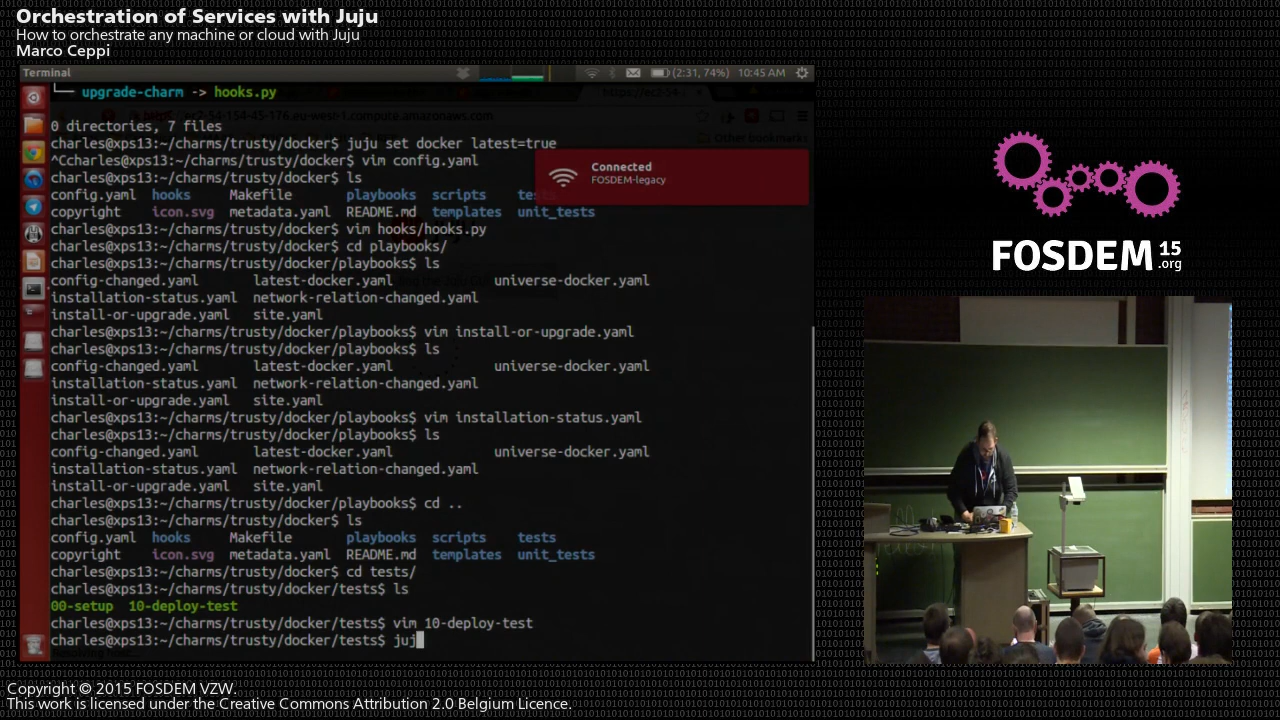 Orchestration of Services with Juju
How to orchestrate any machine or cloud with Juju
Marco Ceppi
Terminal (2:31, 74%) 10:45 AM
upgrade-charm -> hooks.py
Other bookmarks
0 directories, 7 files
charles@xps13:~/charms/trusty/docker$ juju set docker latest=true
^Ccharles@xps13:~/charms/trusty/docker$ vim config.yaml
Connected
FOSDEM-legacy
charles@xps13:~/charms/trusty/docker$ ls
config.yaml hooks Makefile playbooks scripts tests
copyright icon.svg metadata.yaml README.md templates unit_tests
charles@xps13:~/charms/trusty/docker$ vim hooks/hooks.py
charles@xps13:~/charms/trusty/docker$ cd playbooks/
charles@xps13:~/charms/trusty/docker/playbooks$ ls
config-changed.yaml latest-docker.yaml universe-docker.yaml
installation-status.yaml network-relation-changed.yaml
install-or-upgrade.yaml site.yaml
charles@xps13:~/charms/trusty/docker/playbooks$ vim install-or-upgrade.yaml
charles@xps13:~/charms/trusty/docker/playbooks$ ls
config-changed.yaml latest-docker.yaml universe-docker.yaml
installation-status.yaml network-relation-changed.yaml
install-or-upgrade.yaml site.yaml
charles@xps13:~/charms/trusty/docker/playbooks$ vim installation-status.yaml
charles@xps13:~/charms/trusty/docker/playbooks$ ls
config-changed.yaml latest-docker.yaml universe-docker.yaml
installation-status.yaml network-relation-changed.yaml
install-or-upgrade.yaml site.yaml
charles@xps13:~/charms/trusty/docker/playbooks$ cd ..
charles@xps13:~/charms/trusty/docker$ ls
config.yaml hooks Makefile playbooks scripts tests
copyright icon.svg metadata.yaml README.md templates unit_tests
charles@xps13:~/charms/trusty/docker$ cd tests/
charles@xps13:~/charms/trusty/docker/tests$ ls
00-setup 10-deploy-test
charles@xps13:~/charms/trusty/docker/tests$ vim 10-deploy-test
charles@xps13:~/charms/trusty/docker/tests$ juj
FOSDEM 15
.org
Copyright © 2015 FOSDEM VZW.
This work is licensed under the Creative Commons Attribution 2.0 Belgium Licence.